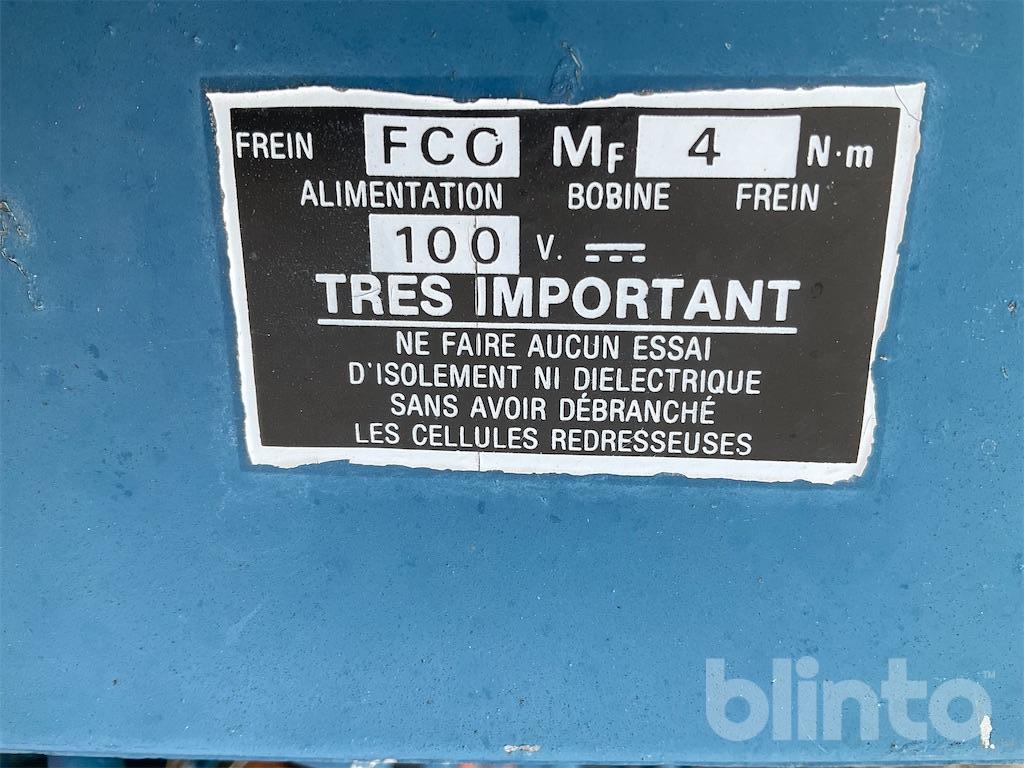 FREIN FCO MF 4 N·m
ALIMENTATION BOBINE FREIN
100 V. ⎓
TRES IMPORTANT
NE FAIRE AUCUN ESSAI
D'ISOLEMENT NI DIELECTRIQUE
SANS AVOIR DÉBRANCHÉ
LES CELLULES REDRESSEUSES
blinto™